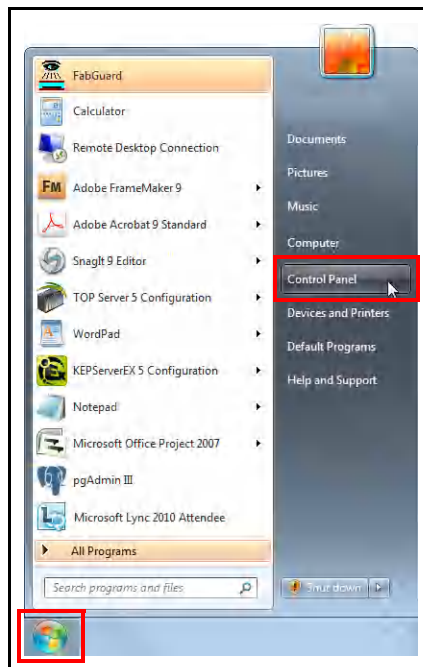 FabGuard
Calculator
Remote Desktop Connection
FM Adobe FrameMaker 9
Adobe Acrobat 9 Standard
SnagIt 9 Editor
TOP Server 5 Configuration
WordPad
KEPServerEX 5 Configuration
Notepad
Microsoft Office Project 2007
pgAdmin III
Microsoft Lync 2010 Attendee
All Programs
Search programs and files
Documents
Pictures
Music
Computer
Control Panel
Devices and Printers
Default Programs
Help and Support
Shut down